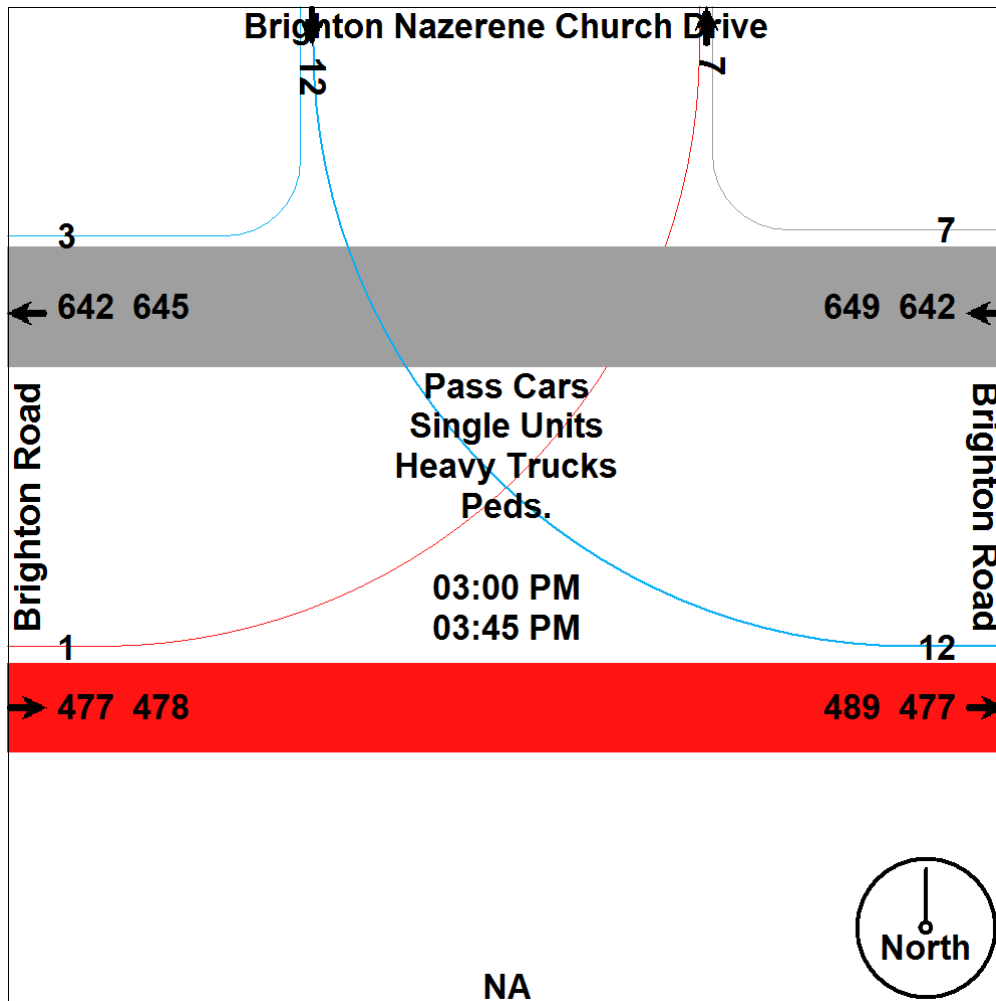 Brighton Nazerene Church Drive
12
7
3
7
642 645
649 642
Brighton Road
Brighton Road
Pass Cars
Single Units
Heavy Trucks
Peds.
03:00 PM
03:45 PM
1
12
477 478
489 477
North
NA